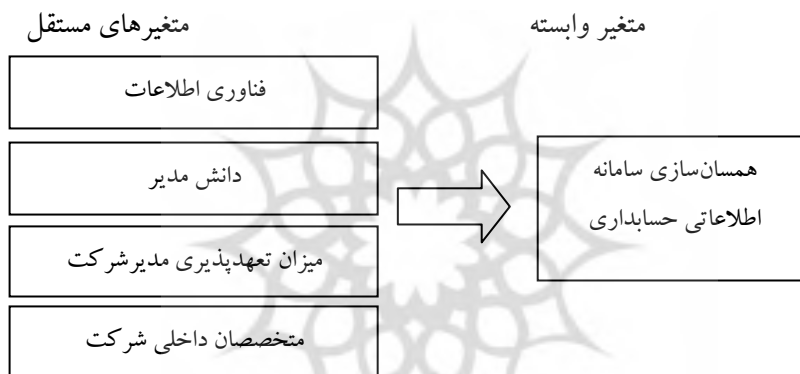 متغیرهای مستقل
متغیر وابسته
فناوری اطلاعات
دانش مدیر
میزان تعهدپذیری مدیرشرکت
متخصصان داخلی شرکت
همسان‌سازی سامانه
اطلاعاتی حسابداری